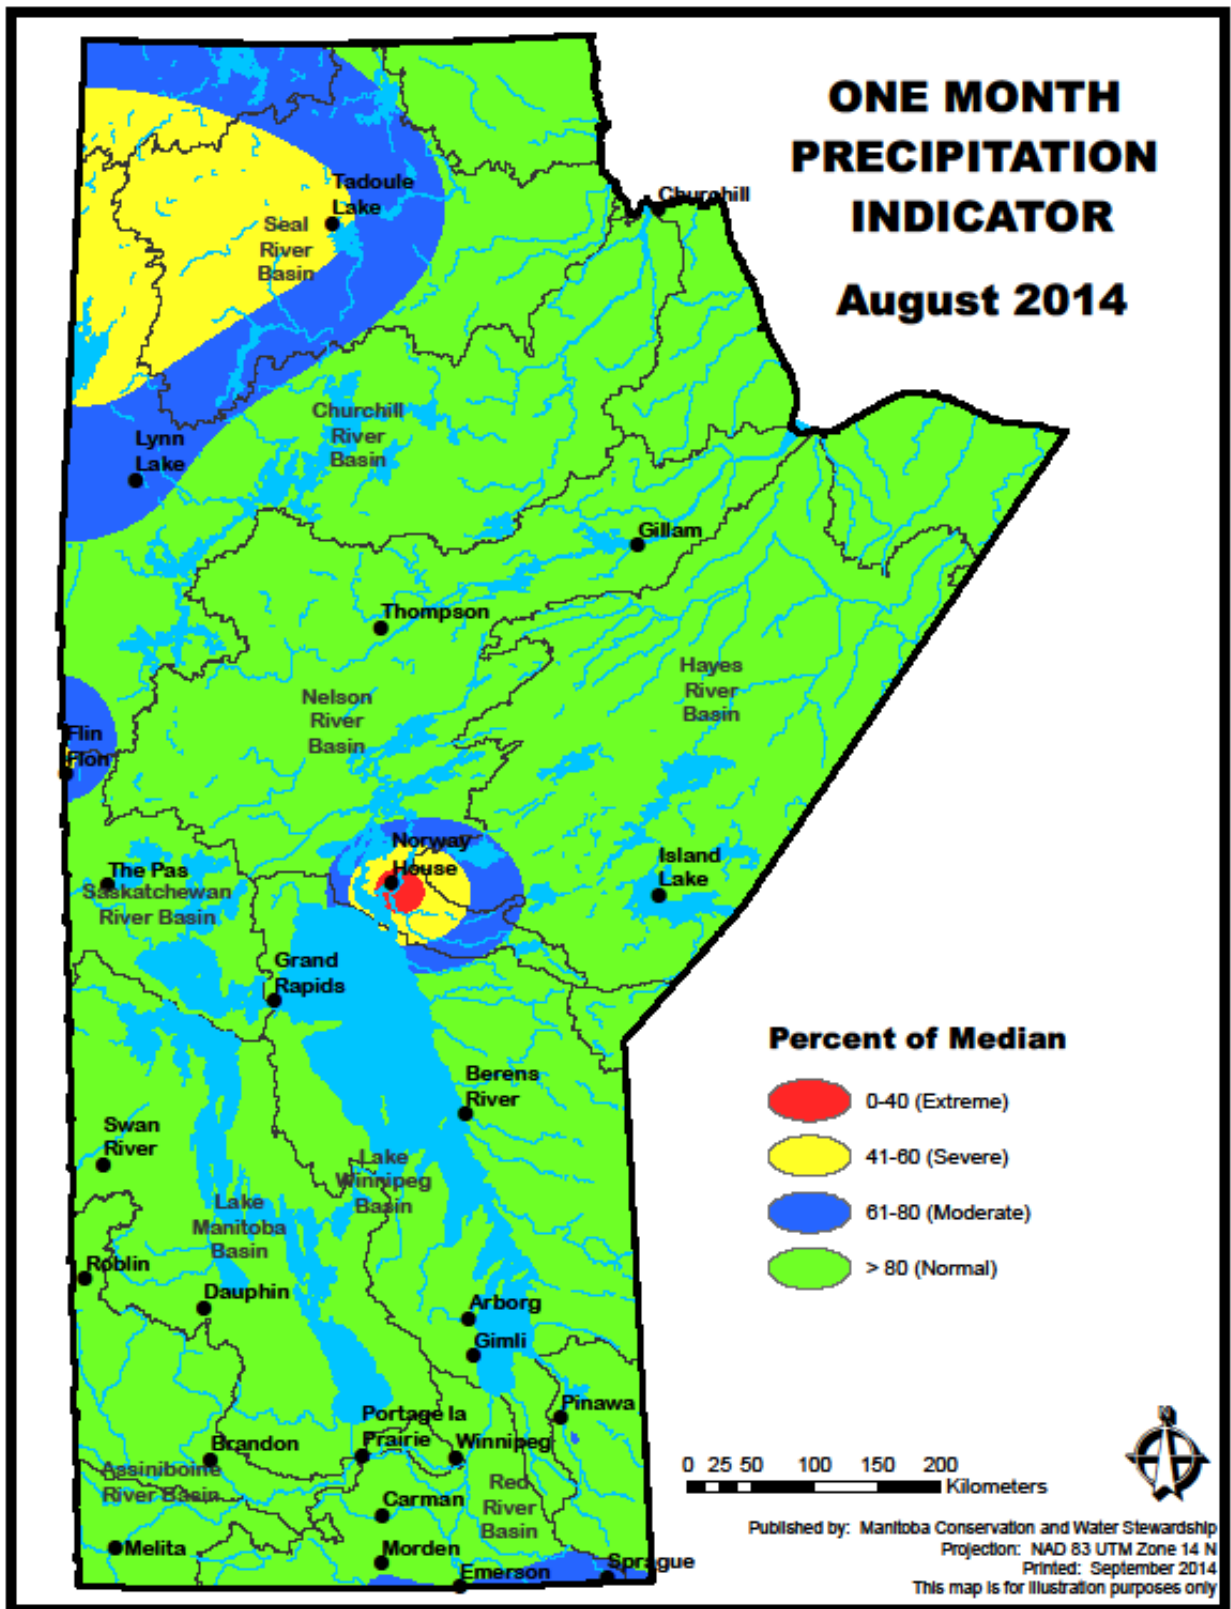 ONE MONTH
PRECIPITATION
INDICATOR
August 2014
Churchill
Tadoule
Lake
Seal
River
Basin
Churchill
River
Basin
Lynn
Lake
Gillam
Thompson
Hayes
River
Basin
Nelson
River
Basin
Flin
Flon
Norway
House
Island
Lake
The Pas
Saskatchewan
River Basin
Grand
Rapids
Berens
River
Swan
River
Lake
Winnipeg
Basin
Lake
Manitoba
Basin
Roblin
Dauphin
Arborg
Gimli
Pinawa
Portage la
Prairie
Winnipeg
Brandon
Assiniboine
River Basin
Red
River
Basin
Carman
Melita
Morden
Emerson
Sprague
Percent of Median
0-40 (Extreme)
41-60 (Severe)
61-80 (Moderate)
> 80 (Normal)
N
0 25 50 100 150 200
Kilometers
Published by: Manitoba Conservation and Water Stewardship
Projection: NAD 83 UTM Zone 14 N
Printed: September 2014
This map is for illustration purposes only